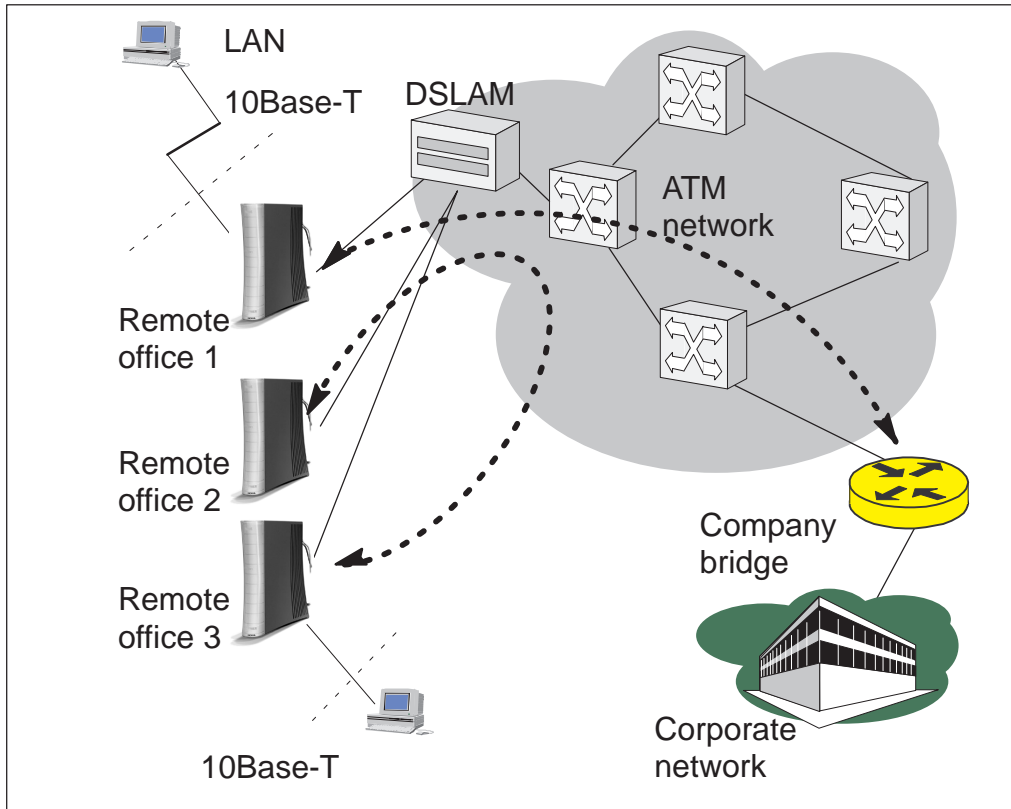 LAN
10Base-T
DSLAM
ATM
network
Remote
office 1
Remote
office 2
Remote
office 3
Company
bridge
Corporate
network
10Base-T